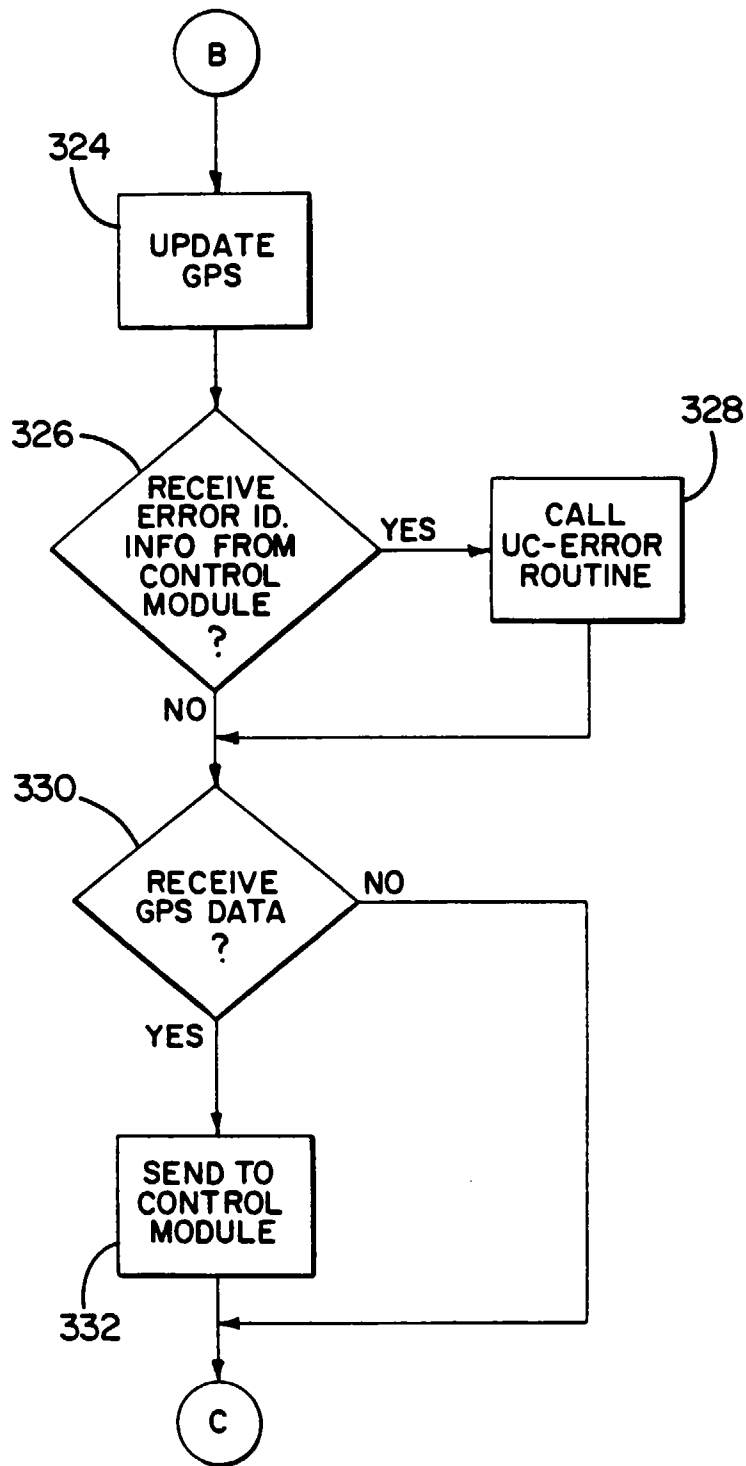 B
324
UPDATE
GPS
326
RECEIVE
ERROR ID.
INFO FROM
CONTROL
MODULE
?
YES
328
CALL
UC-ERROR
ROUTINE
NO
330
RECEIVE
GPS DATA
?
NO
YES
SEND TO
CONTROL
MODULE
332
C